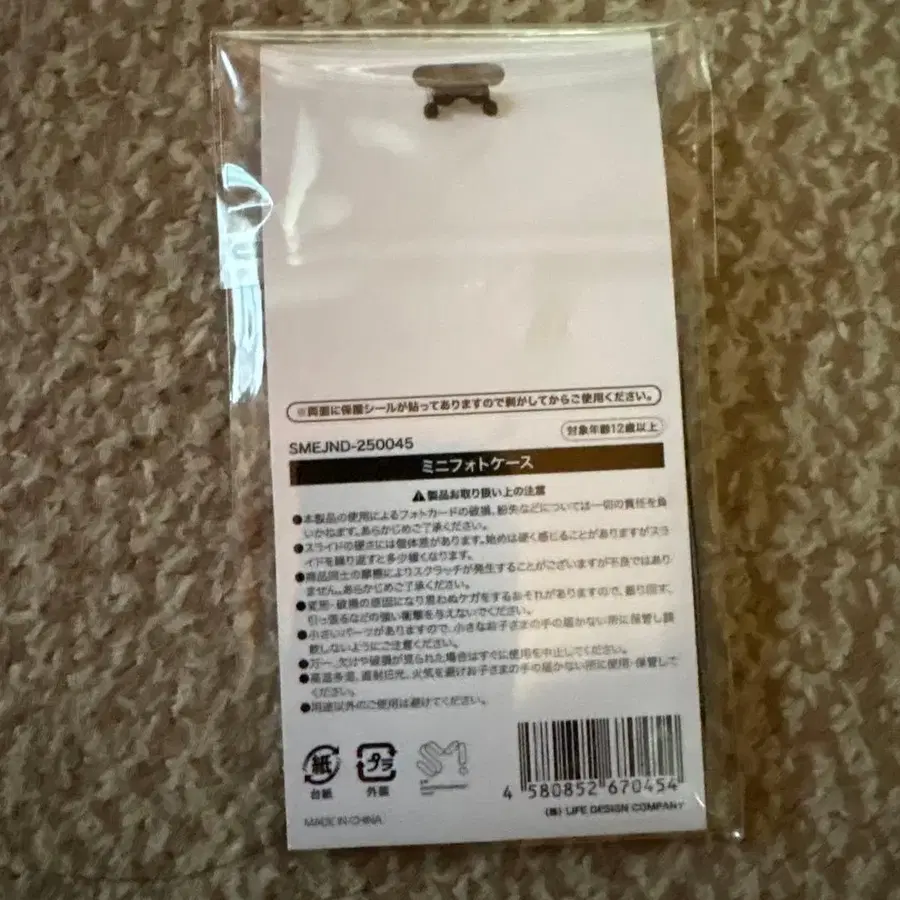 ※両面に保護シールが貼ってありますので剥がしてからご使用ください。
対象年齢12歳以上
SMEJND-250045
ミニフォトケース
⚠製品お取り扱い上の注意
●本製品の使用によるフォトカードの破損、紛失などについては一切の責任を負
いかねます。あらかじめご了承ください。
●スライドの硬さには個体差があります。始めは硬く感じることがありますがスラ
イドを繰り返すと多少緩くなります。
●商品同士の摩擦によりスクラッチが発生することがございますが不良ではあり
ません。あらかじめご了承ください。
●変形・破損の原因になり思わぬケガをするおそれがありますので、振り回す、
引っ張るなどの強い衝撃を与えないでください。
●小さいパーツがありますので、小さなお子さまの手の届かない所に保管し誤
飲しないようにご注意ください。
●万一、欠けや破損が見られた場合はすぐに使用を中止してください。
●高温多湿、直射日光、火気を避けお子さまの手の届かない所に使用・保管して
ください。
●用途以外のご使用は避けてください。
紙
台紙
プラ
外装
SM
4 580852 670454
(株) LIFE DESIGN COMPANY
MADE IN CHINA